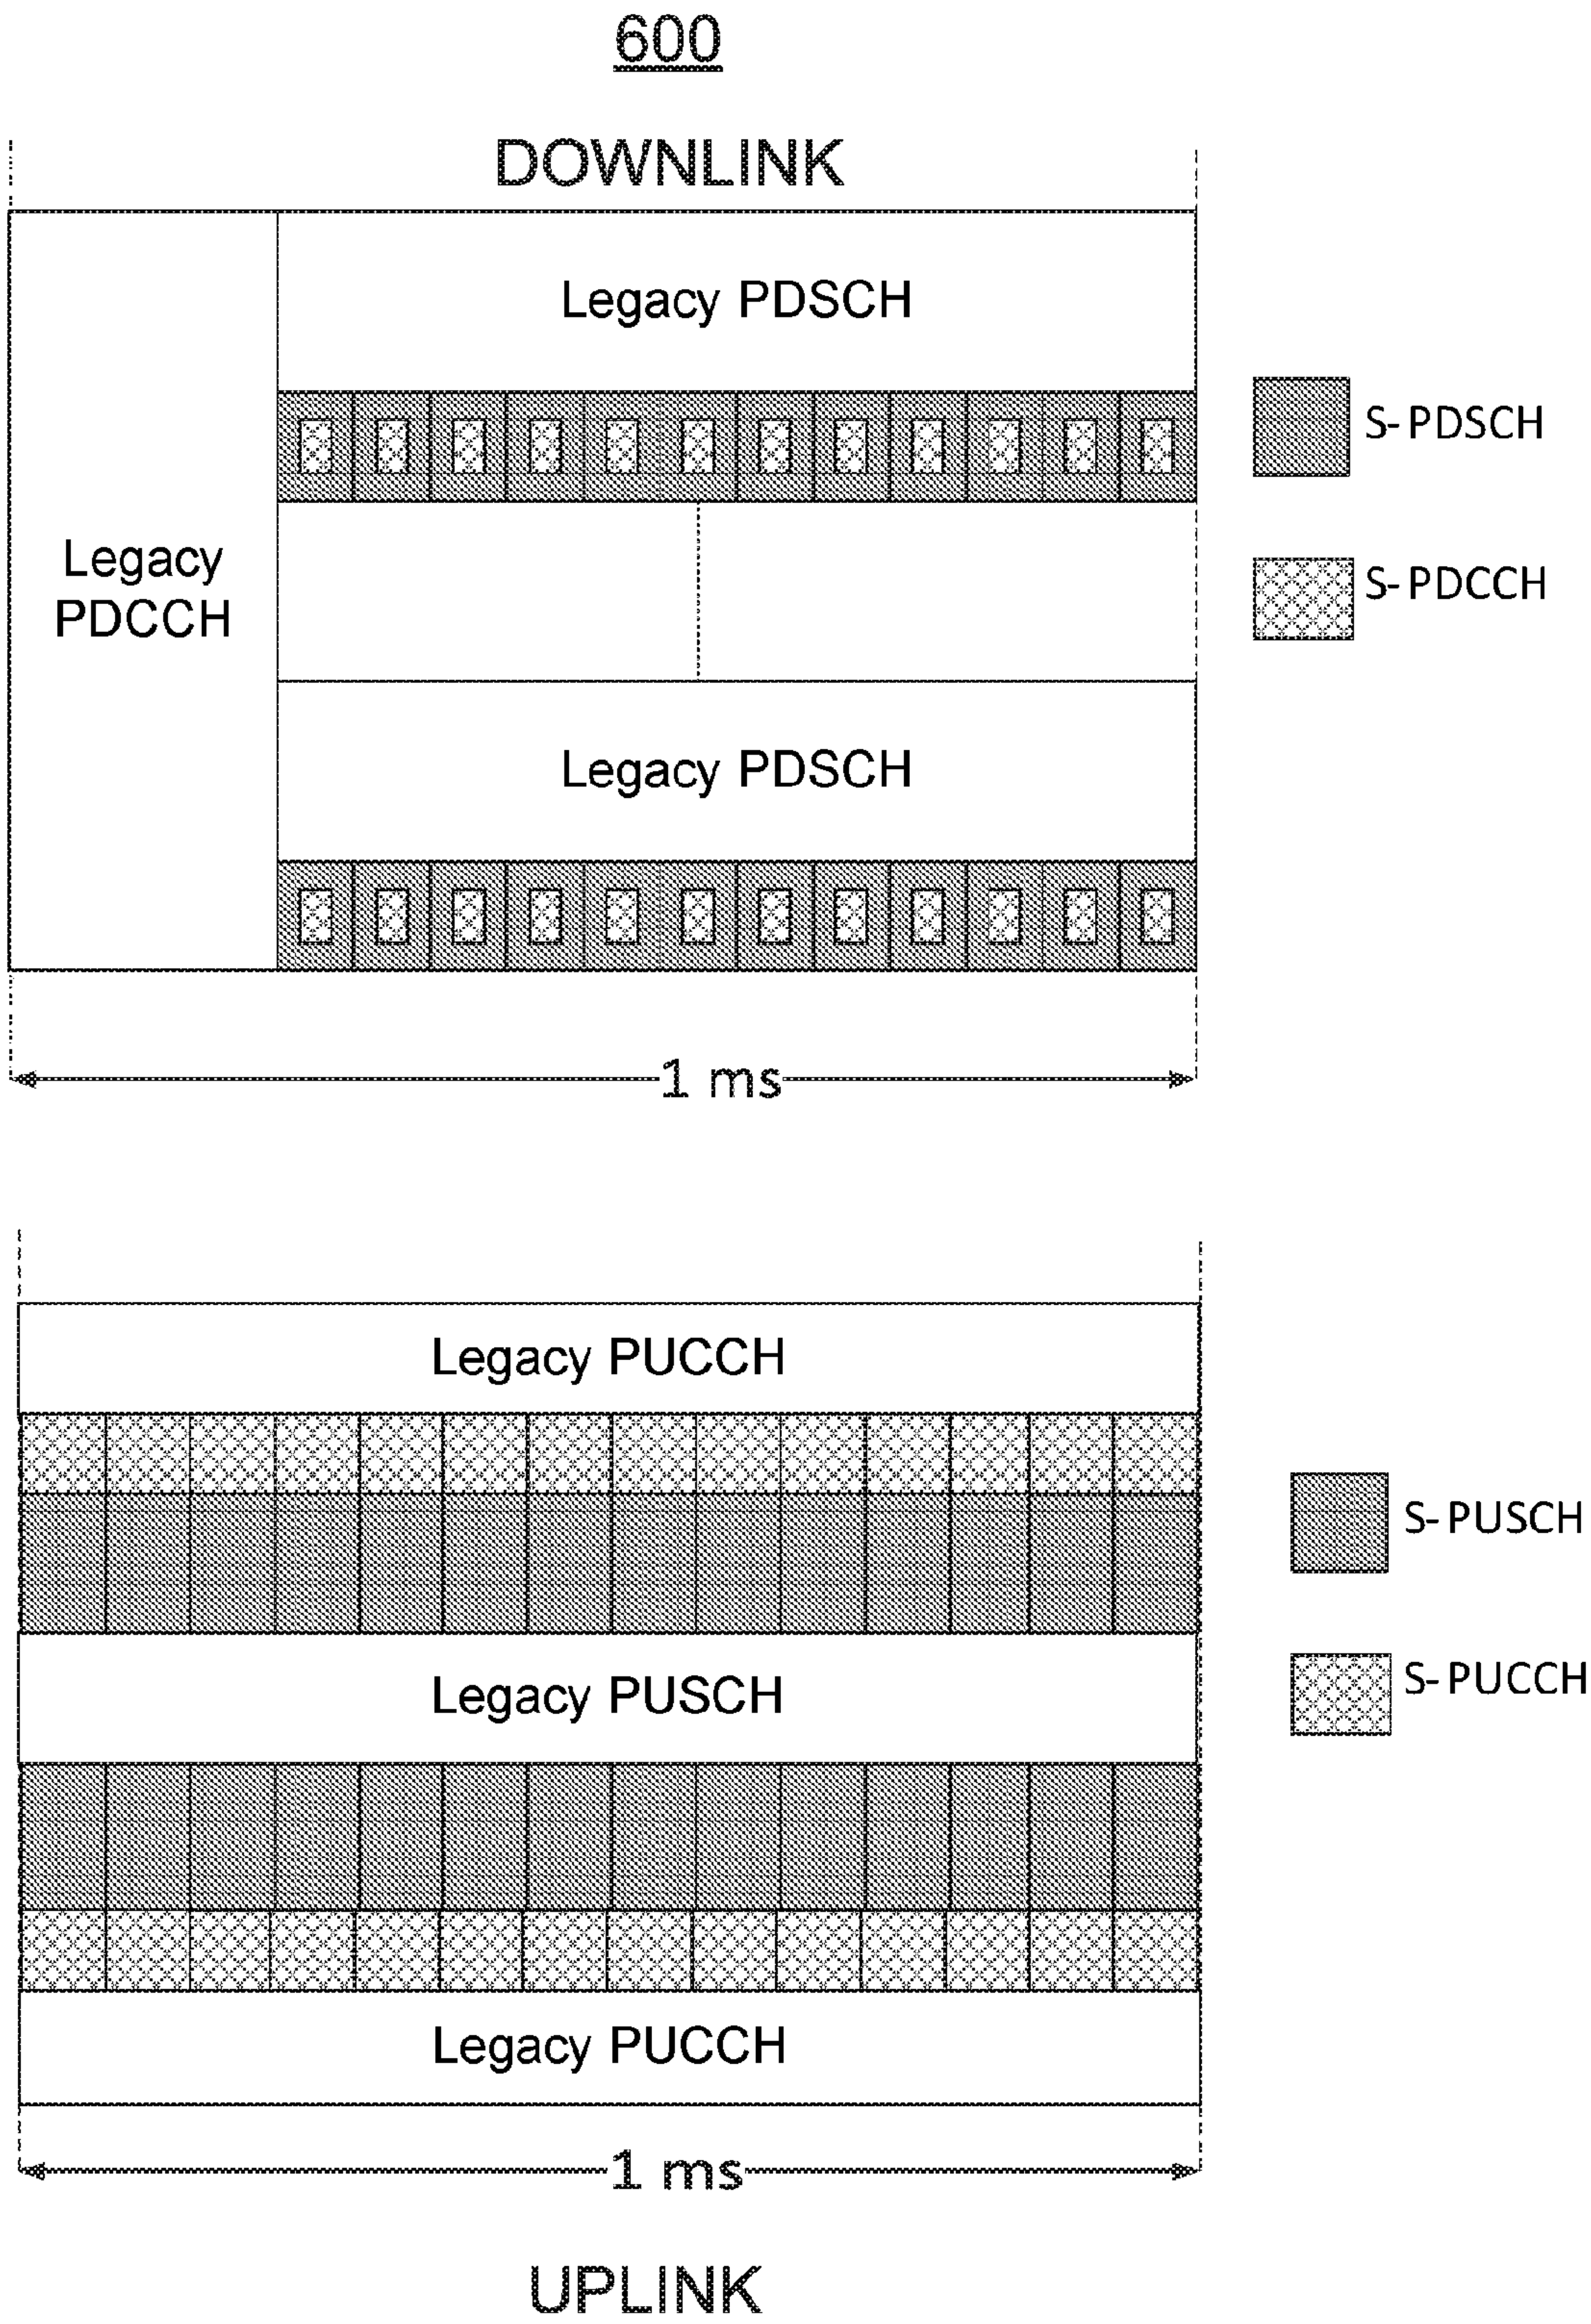 600
DOWNLINK
Legacy PDSCH
S-PDSCH
S-PDCCH
Legacy
PDCCH
Legacy PDSCH
1 ms
Legacy PUCCH
S-PUSCH
Legacy PUSCH
S-PUCCH
Legacy PUCCH
1 ms
UPLINK